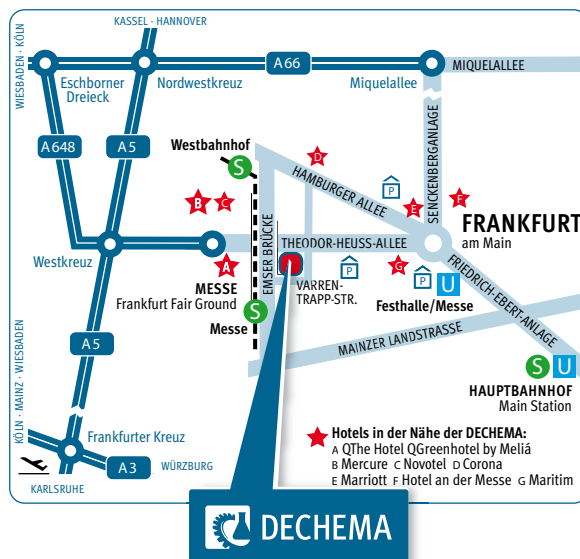 KASSEL · HANNOVER
WIESBADEN · KÖLN
A66
MIQUELALLEE
Eschborner
Dreieck
Nordwestkreuz
Miquelallee
A648
A5
SENCKENBERGANLAGE
Westbahnhof
S
D
HAMBURGER ALLEE
P
B
C
E
F
FRANKFURT
am Main
EMSER BRÜCKE
THEODOR-HEUSS-ALLEE
Westkreuz
A
MESSE
Frankfurt Fair Ground
VARREN-
TRAPP-STR.
P
G
P
U
FRIEDRICH-EBERT-ANLAGE
Festhalle/Messe
S
Messe
MAINZER LANDSTRASSE
A5
KÖLN · MAINZ · WIESBADEN
S
U
HAUPTBAHNHOF
Main Station
Frankfurter Kreuz
A3
WÜRZBURG
KARLSRUHE
Hotels in der Nähe der DECHEMA:
A QThe Hotel QGreenhotel by Meliá
B Mercure C Novotel D Corona
E Marriott F Hotel an der Messe G Maritim
DECHEMA